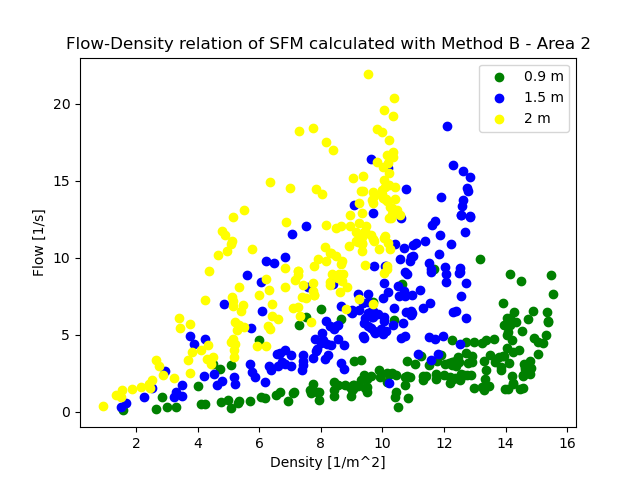 Flow-Density relation of SFM calculated with Method B - Area 2
0.9 m
1.5 m
2 m
20
15
10
5
0
Flow [1/s]
2 4 6 8 10 12 14 16
Density [1/m^2]